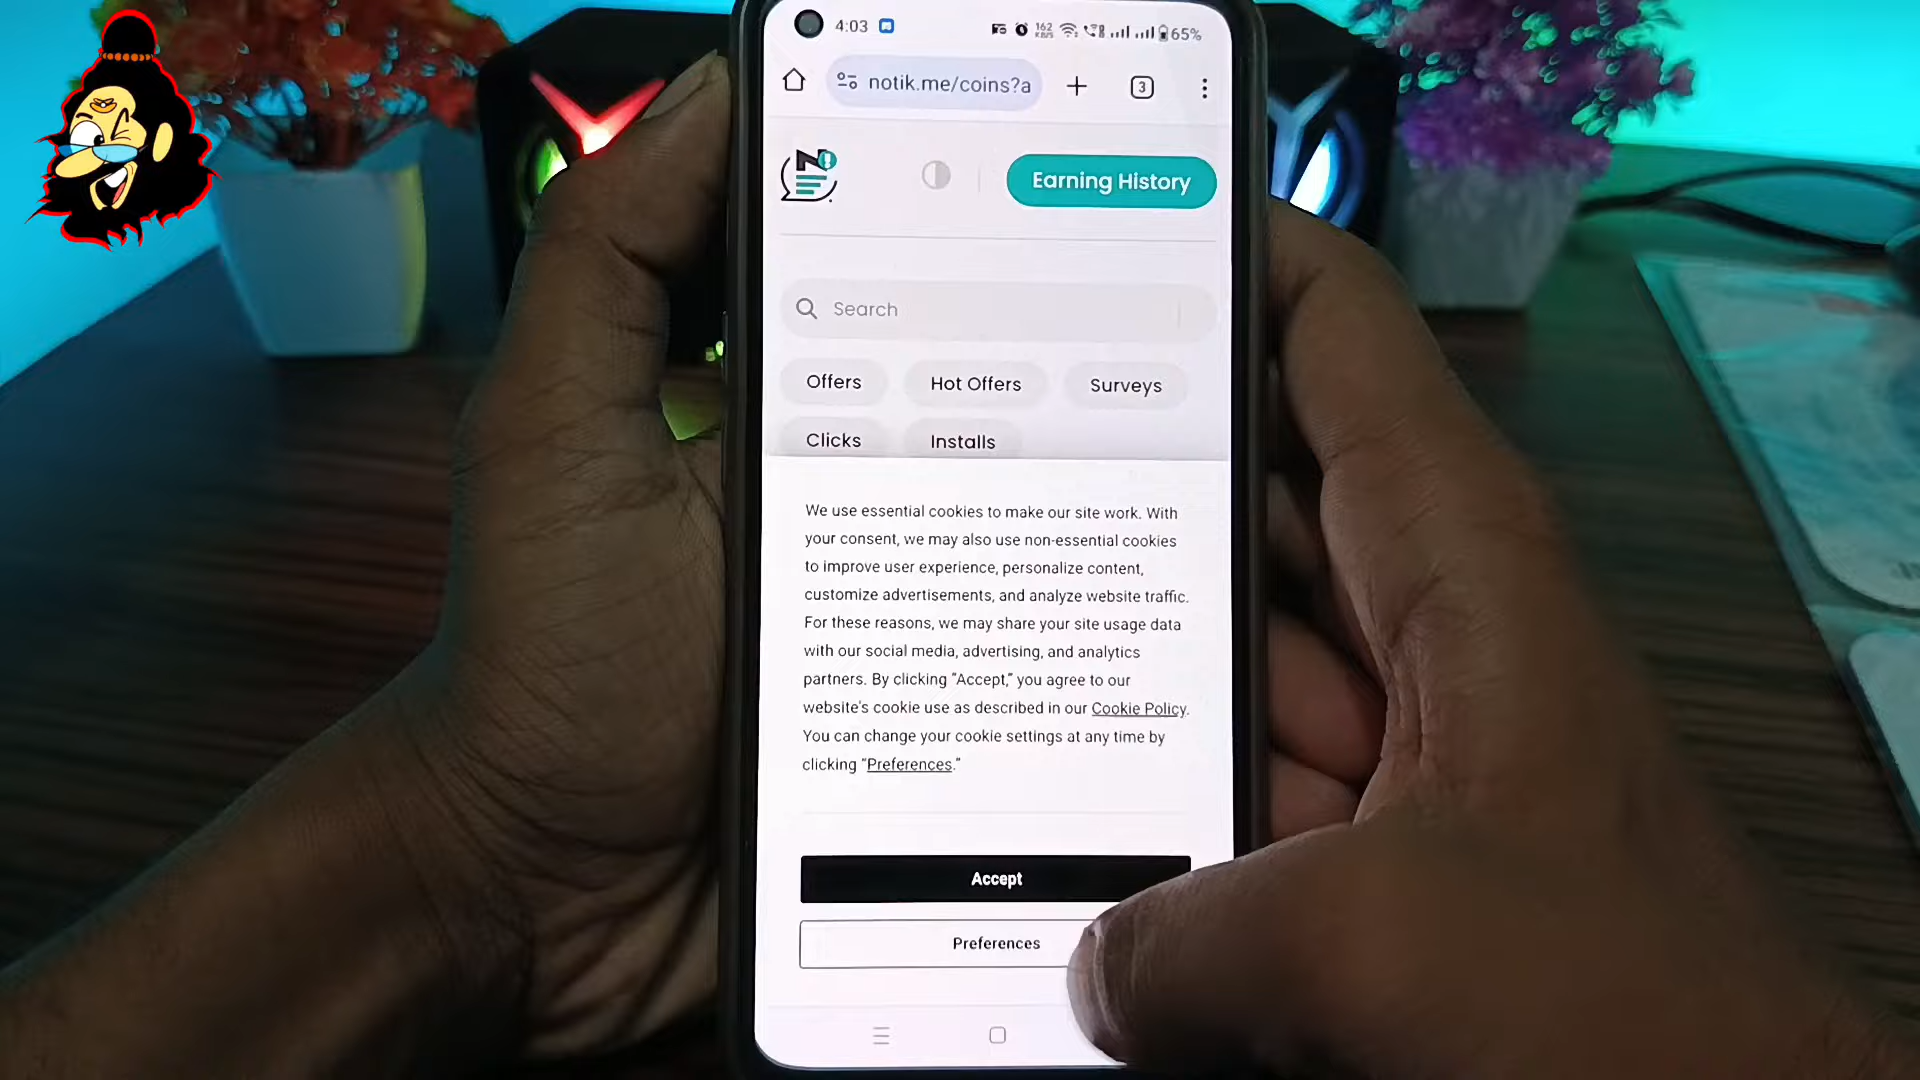 4:03
162
KB/S
65%
notik.me/coins?a
3
Earning History
Search
Offers
Hot Offers
Surveys
Clicks
Installs
We use essential cookies to make our site work. With
your consent, we may also use non-essential cookies
to improve user experience, personalize content,
customize advertisements, and analyze website traffic.
For these reasons, we may share your site usage data
with our social media, advertising, and analytics
partners. By clicking “Accept,” you agree to our
website's cookie use as described in our Cookie Policy.
You can change your cookie settings at any time by
clicking “Preferences.”
Accept
Preferences